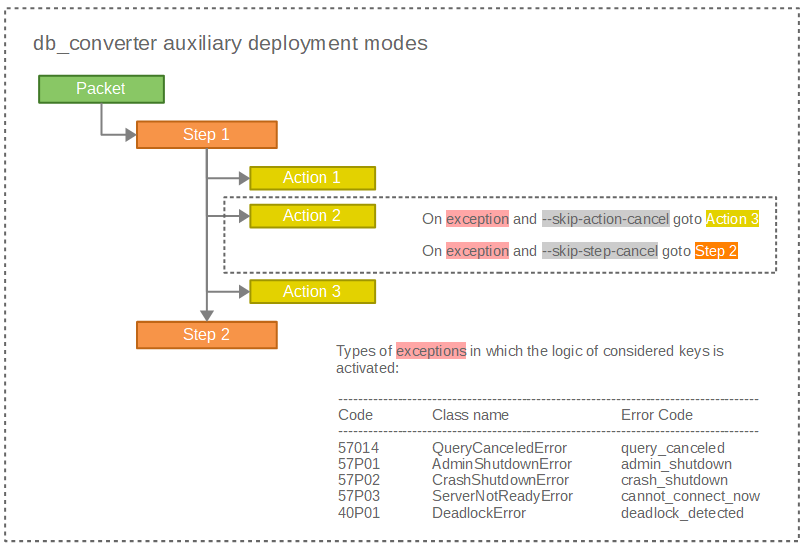 db_converter auxiliary deployment modes
Packet
Step 1
Action 1
Action 2
On exception and --skip-action-cancel goto Action 3
On exception and --skip-step-cancel goto Step 2
Action 3
Step 2
Types of exceptions in which the logic of considered keys is
activated:
Code Class name Error Code
57014 QueryCanceledError query_canceled
57P01 AdminShutdownError admin_shutdown
57P02 CrashShutdownError crash_shutdown
57P03 ServerNotReadyError cannot_connect_now
40P01 DeadlockError deadlock_detected